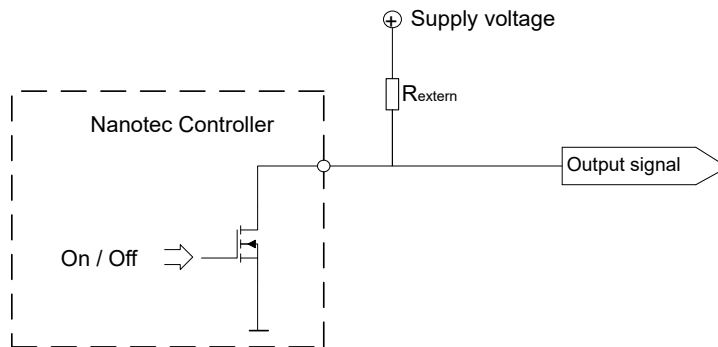 Supply voltage
Rextern
Nanotec Controller
Output signal
On / Off